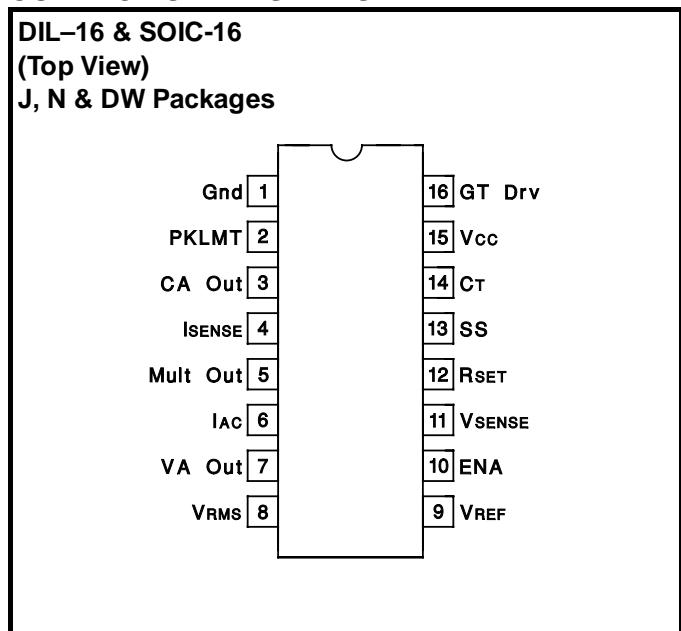 DIL–16 & SOIC-16
(Top View)
J, N & DW Packages
Gnd 1 16 GT Drv
PKLMT 2 15 VCC
CA Out 3 14 CT
ISENSE 4 13 SS
Mult Out 5 12 RSET
IAC 6 11 VSENSE
VA Out 7 10 ENA
VRMS 8 9 VREF